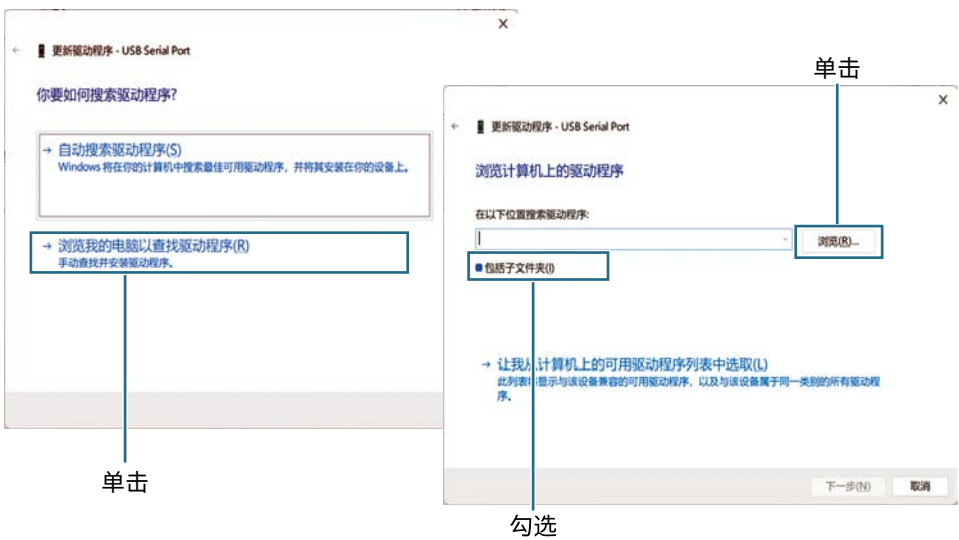 更新驱动程序 - USB Serial Port
你要如何搜索驱动程序?
→ 自动搜索驱动程序(S)
Windows 将在你的计算机中搜索最佳可用驱动程序，并将其安装在你的设备上。
→ 浏览我的电脑以查找驱动程序(R)
手动查找并安装驱动程序。
单击
单击
更新驱动程序 - USB Serial Port
浏览计算机上的驱动程序
在以下位置搜索驱动程序:
浏览(R)...
包括子文件夹(I)
→ 让我从计算机上的可用驱动程序列表中选取(L)
此列表将显示与该设备兼容的可用驱动程序，以及与该设备属于同一类别的所有驱动程
序。
下一步(N)
取消
勾选